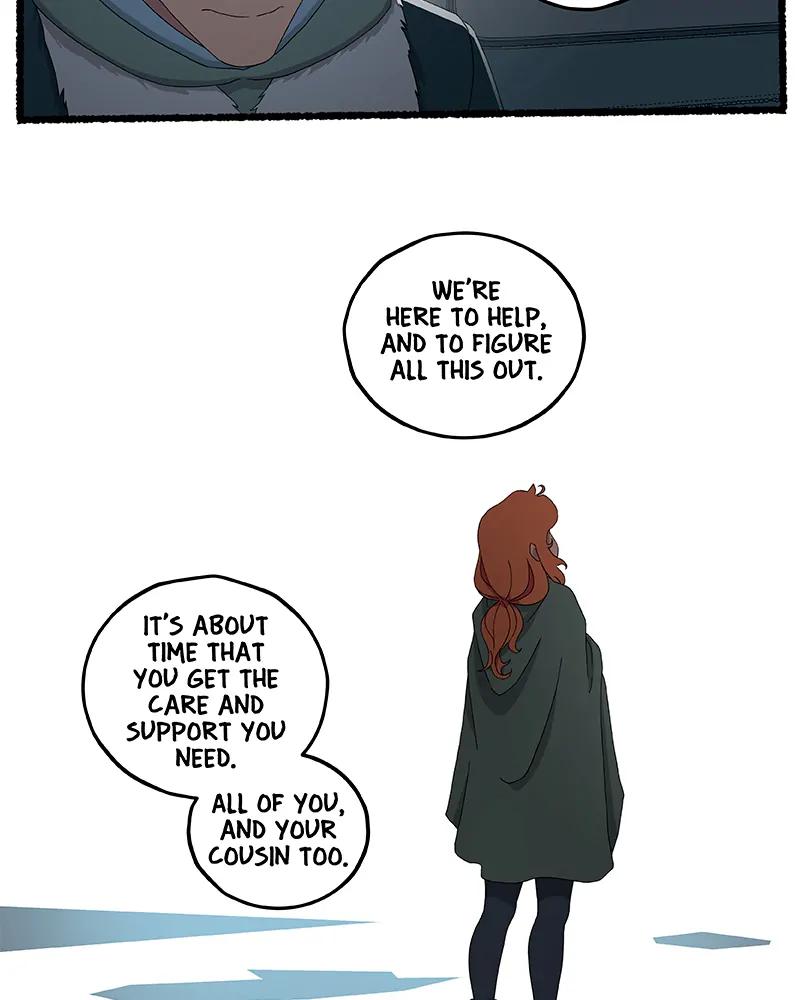 WE'RE
HERE TO HELP,
AND TO FIGURE
ALL THIS OUT.
IT'S ABOUT
TIME THAT
YOU GET THE
CARE AND
SUPPORT YOU
NEED.
ALL OF YOU,
AND YOUR
COUSIN TOO.